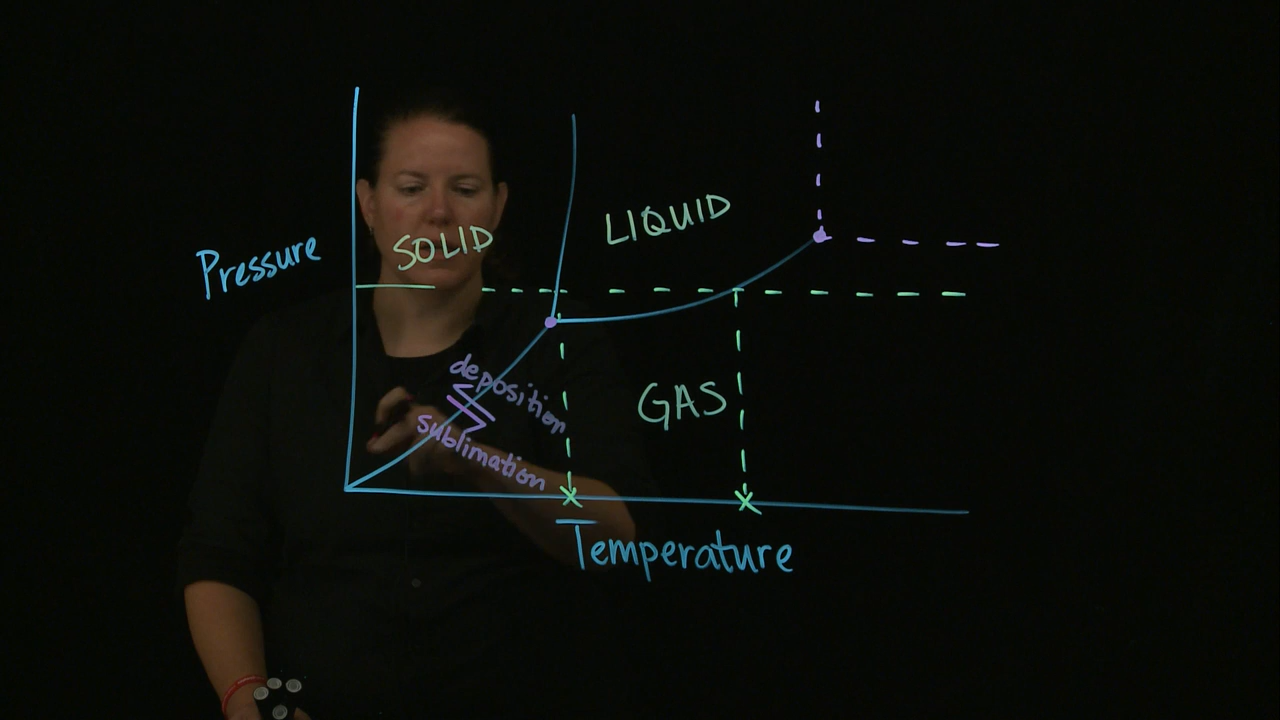 Pressure
SOLID
LIQUID
deposition
sublimation
GAS
Temperature